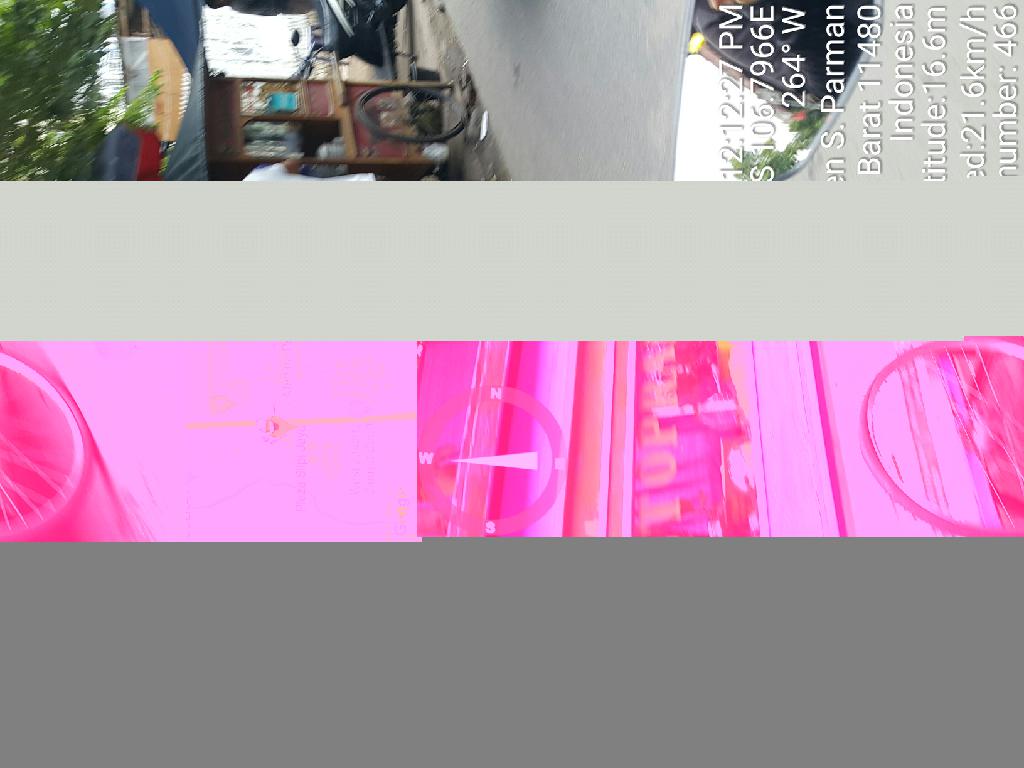 Plaza Slipi Jaya
West Jakarta
Google
W
S
N
TUPRA
12:12:27 PM
S 106.7966E
264° W
en S. Parman
Barat 11480
Indonesia
titude:16.6m
ed:21.6km/h
number: 466